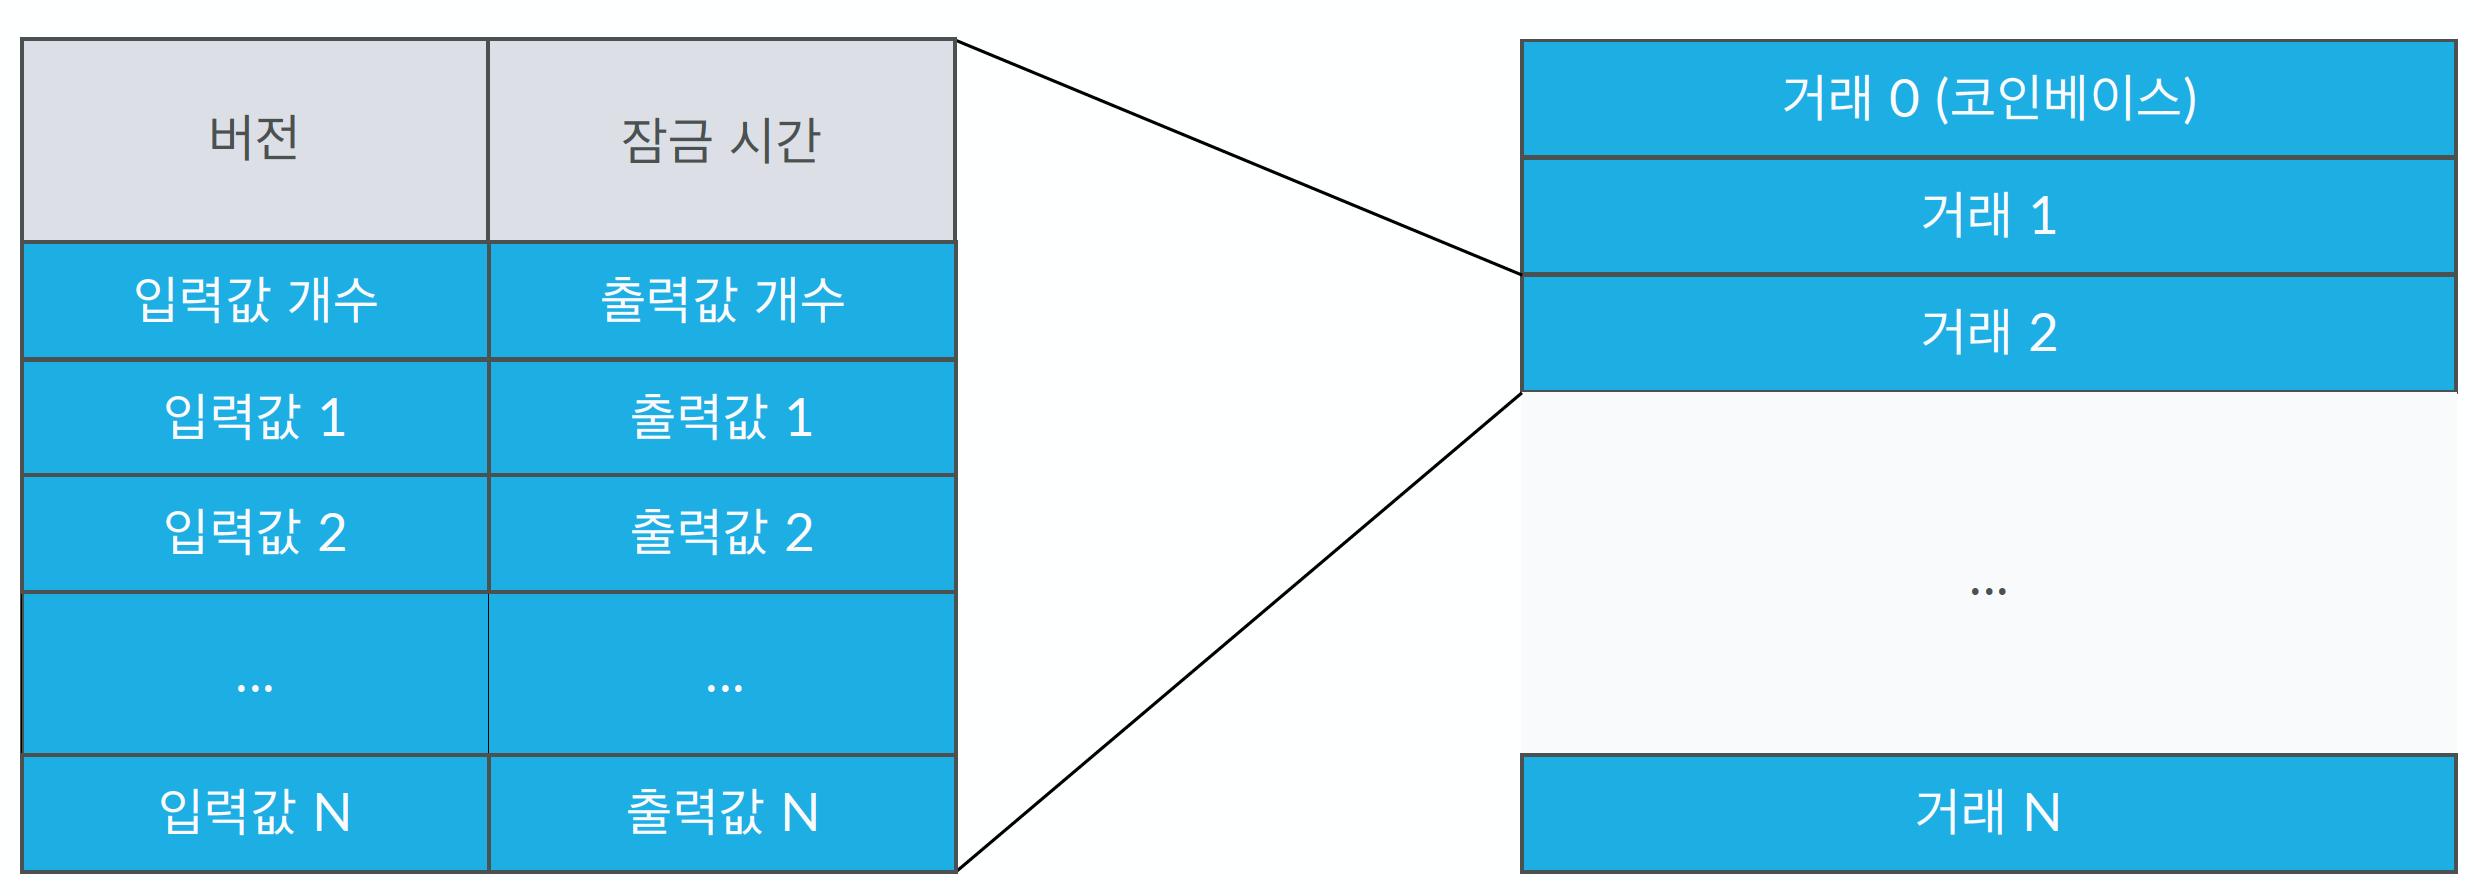 버전
잠금 시간
입력값 개수
출력값 개수
입력값 1
출력값 1
입력값 2
출력값 2
...
...
입력값 N
출력값 N
거래 0 (코인베이스)
거래 1
거래 2
...
거래 N